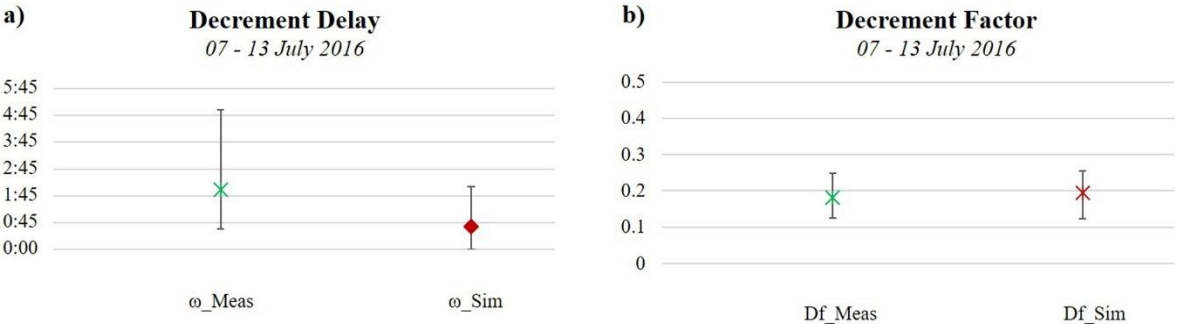 a)
Decrement Delay
07 - 13 July 2016
5:45
4:45
3:45
2:45
1:45
0:45
0:00
ω_Meas ω_Sim
b)
Decrement Factor
07 - 13 July 2016
0.5
0.4
0.3
0.2
0.1
0
Df_Meas Df_Sim